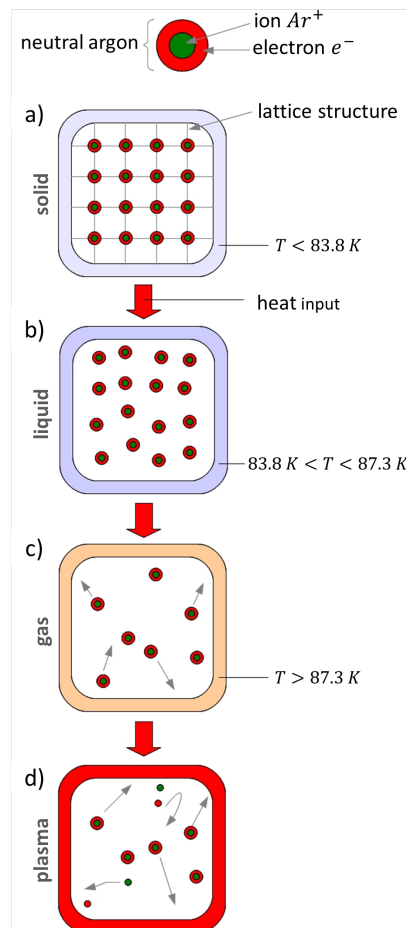 ion Ar⁺
neutral argon
electron e⁻
a)
lattice structure
solid
T < 83.8 K
heat input
b)
liquid
83.8 K < T < 87.3 K
c)
gas
T > 87.3 K
d)
plasma